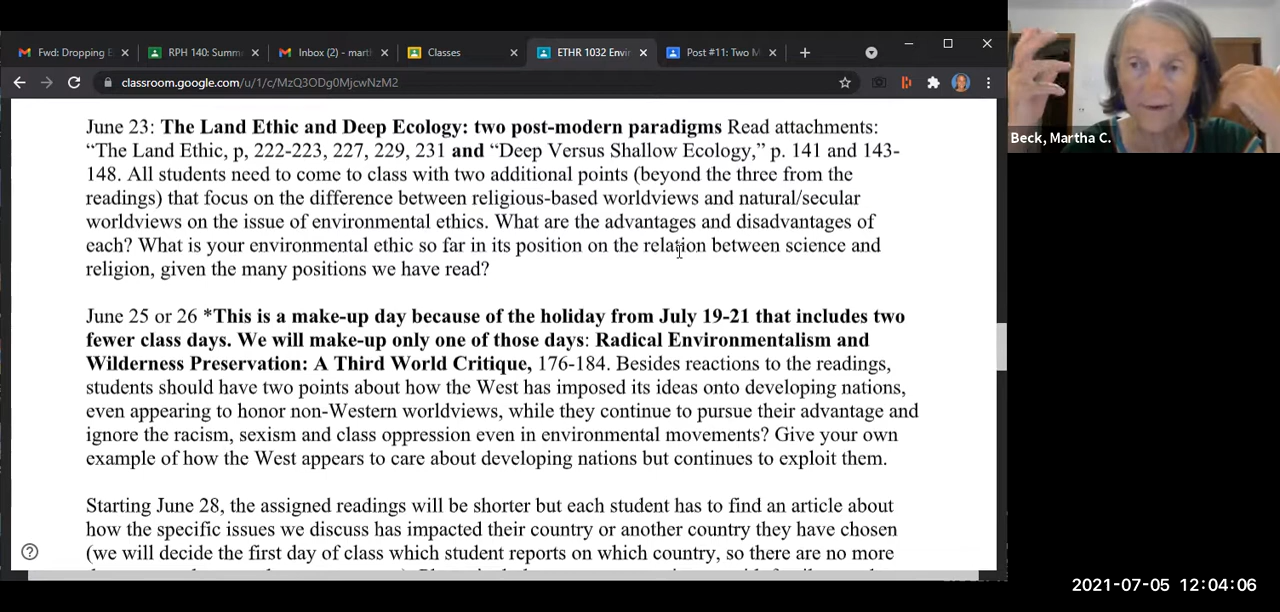 Fwd: Dropping E
RPH 140: Summ
Inbox (2) - mart
Classes
ETHR 1032 Envir
Post #11: Two M
classroom.google.com/u/1/c/MzQ3ODg0MjcwNzM2
June 23: The Land Ethic and Deep Ecology: two post-modern paradigms Read attachments:
“The Land Ethic, p, 222-223, 227, 229, 231 and “Deep Versus Shallow Ecology,” p. 141 and 143-
148. All students need to come to class with two additional points (beyond the three from the
readings) that focus on the difference between religious-based worldviews and natural/secular
worldviews on the issue of environmental ethics. What are the advantages and disadvantages of
each? What is your environmental ethic so far in its position on the relation between science and
religion, given the many positions we have read?
June 25 or 26 *This is a make-up day because of the holiday from July 19-21 that includes two
fewer class days. We will make-up only one of those days: Radical Environmentalism and
Wilderness Preservation: A Third World Critique, 176-184. Besides reactions to the readings,
students should have two points about how the West has imposed its ideas onto developing nations,
even appearing to honor non-Western worldviews, while they continue to pursue their advantage and
ignore the racism, sexism and class oppression even in environmental movements? Give your own
example of how the West appears to care about developing nations but continues to exploit them.
Starting June 28, the assigned readings will be shorter but each student has to find an article about
how the specific issues we discuss has impacted their country or another country they have chosen
(we will decide the first day of class which student reports on which country, so there are no more
Beck, Martha C.
2021-07-05 12:04:06